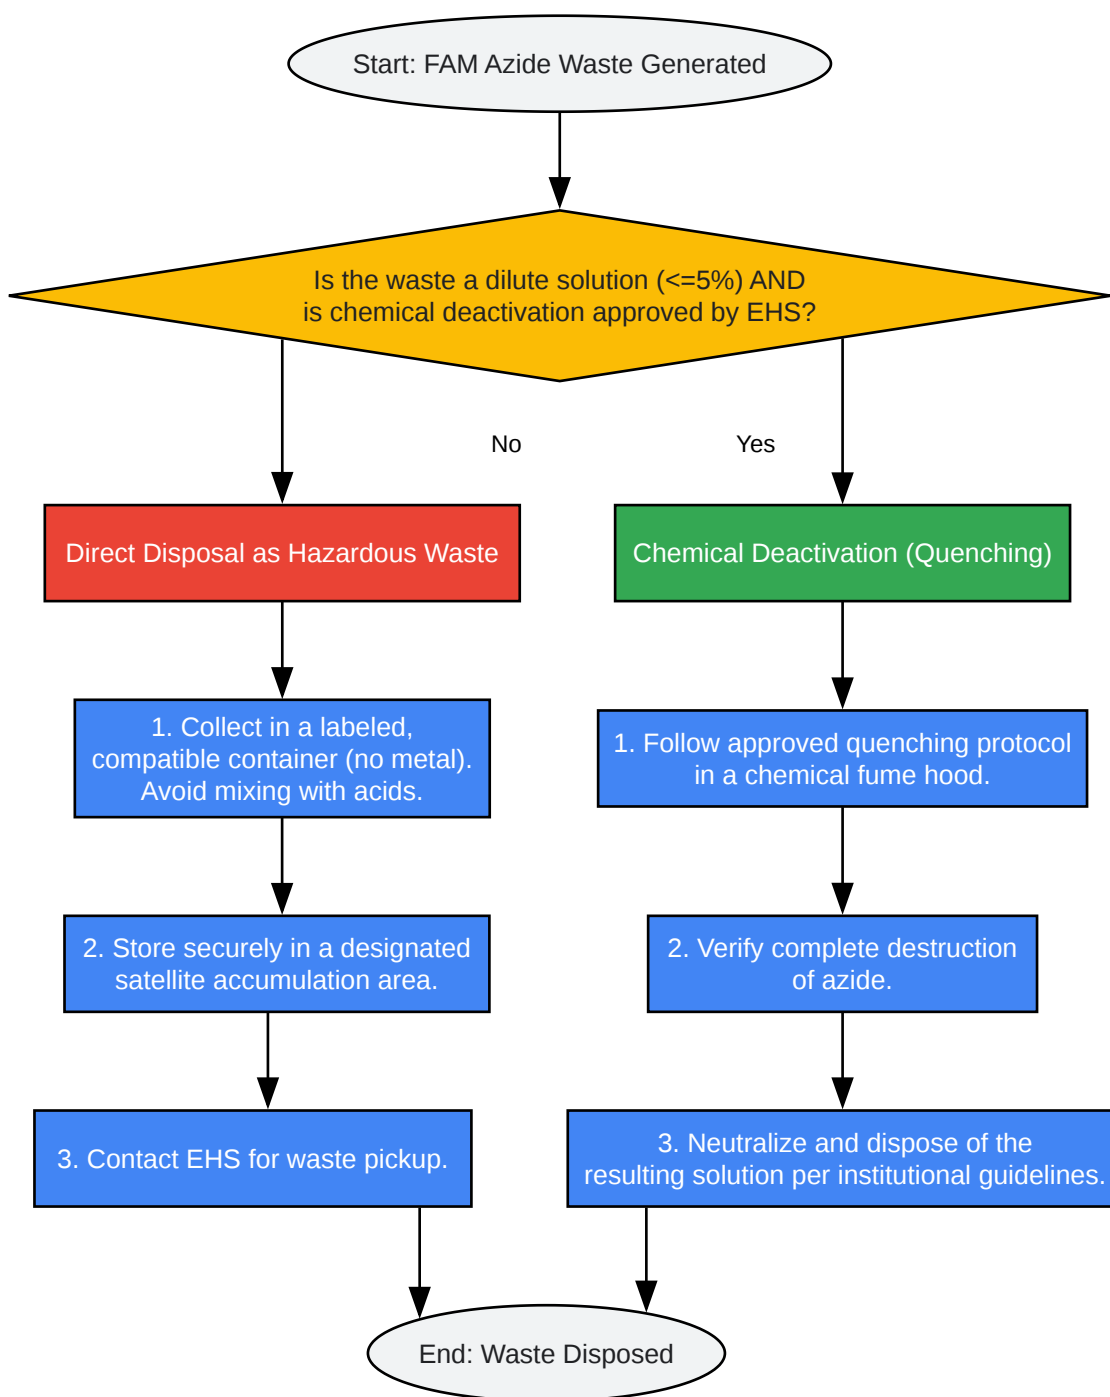 Start: FAM Azide Waste Generated
Is the waste a dilute solution (<=5%) AND
is chemical deactivation approved by EHS?
No
Yes
Direct Disposal as Hazardous Waste
Chemical Deactivation (Quenching)
1. Collect in a labeled,
compatible container (no metal).
Avoid mixing with acids.
1. Follow approved quenching protocol
in a chemical fume hood.
2. Store securely in a designated
satellite accumulation area.
2. Verify complete destruction
of azide.
3. Contact EHS for waste pickup.
3. Neutralize and dispose of the
resulting solution per institutional guidelines.
End: Waste Disposed